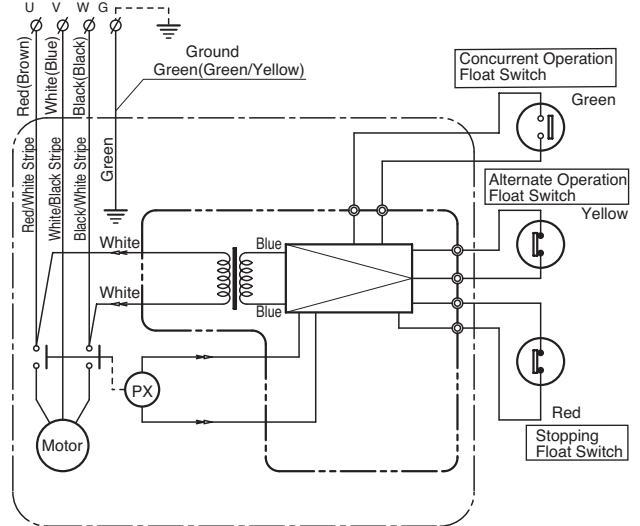 U V W G
Red(Brown)
White(Blue)
Black(Black)
Ground
Green(Green/Yellow)
Concurrent Operation
Float Switch
Green
Red/White Stripe
White/Black Stripe
Black/White Stripe
Green
Alternate Operation
Float Switch
Yellow
White
Blue
White
Blue
PX
Motor
Red
Stopping
Float Switch